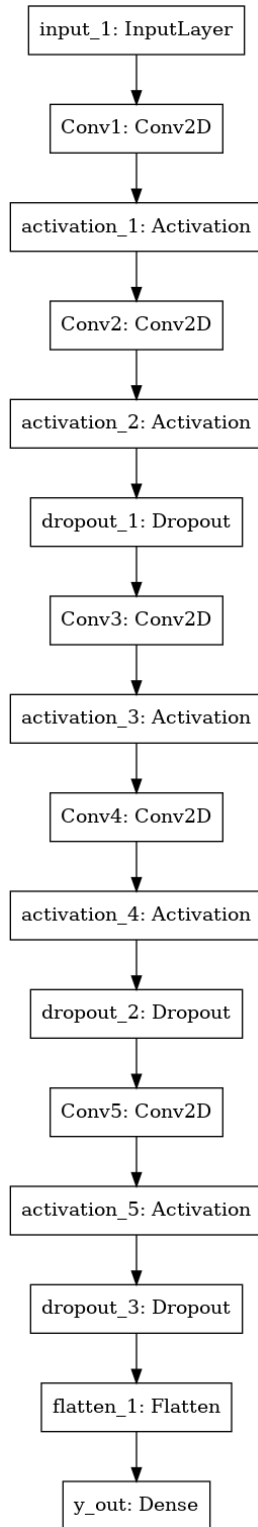 input_1: InputLayer
Conv1: Conv2D
activation_1: Activation
Conv2: Conv2D
activation_2: Activation
dropout_1: Dropout
Conv3: Conv2D
activation_3: Activation
Conv4: Conv2D
activation_4: Activation
dropout_2: Dropout
Conv5: Conv2D
activation_5: Activation
dropout_3: Dropout
flatten_1: Flatten
y_out: Dense